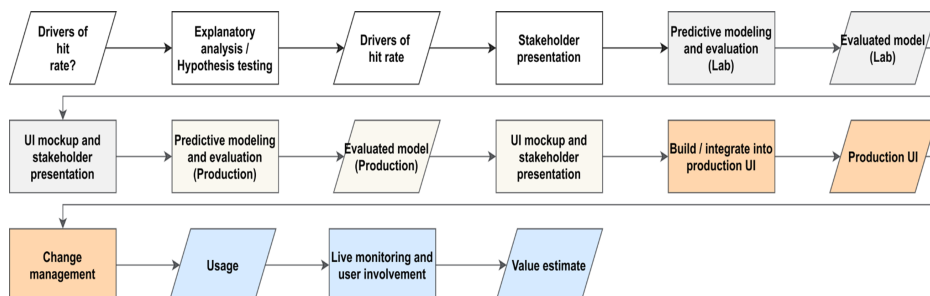 Drivers of
hit
rate?
Explanatory
analysis /
Hypothesis testing
Drivers of
hit rate
Stakeholder
presentation
Predictive modeling
and evaluation
(Lab)
Evaluated model
(Lab)
UI mockup and
stakeholder
presentation
Predictive modeling
and evaluation
(Production)
Evaluated model
(Production)
UI mockup and
stakeholder
presentation
Build / integrate into
production UI
Production UI
Change
management
Usage
Live monitoring and
user involvement
Value estimate